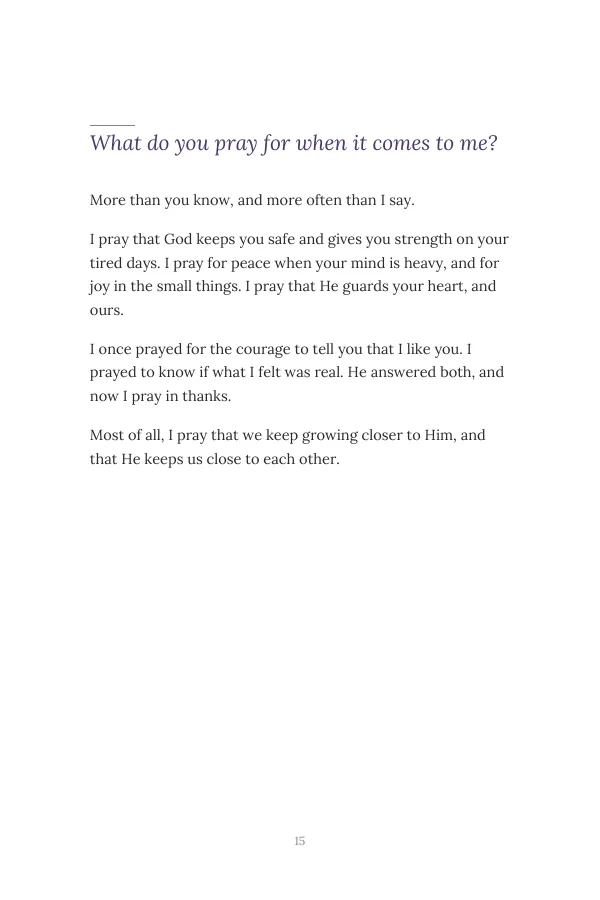 What do you pray for when it comes to me?
More than you know, and more often than I say.
I pray that God keeps you safe and gives you strength on your
tired days. I pray for peace when your mind is heavy, and for
joy in the small things. I pray that He guards your heart, and
ours.
I once prayed for the courage to tell you that I like you. I
prayed to know if what I felt was real. He answered both, and
now I pray in thanks.
Most of all, I pray that we keep growing closer to Him, and
that He keeps us close to each other.
15